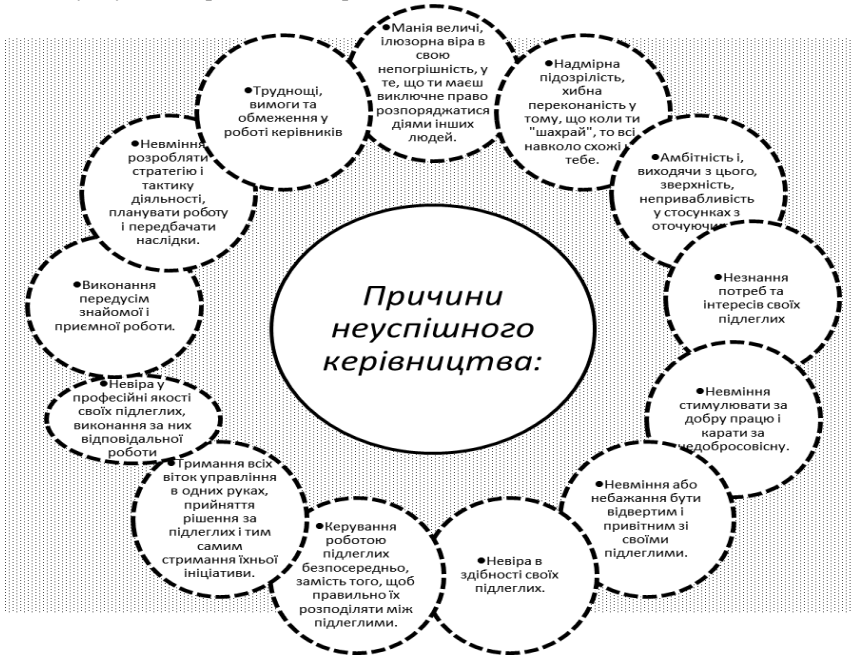 Причини
неуспішного
керівництва:
•Манія величі,
ілюзорна віра в
свою
непогрішність, у
те, що ти маєш
виключне право
розпоряджатися
діями інших
людей.
•Надмірна
підозрілість,
хибна
переконаність у
тому, що коли ти
"шахрай", то всі
навколо схожі
тебе.
•Амбітність і,
виходячи з цього,
зверхність,
непривабливість
у стосунках з
•Незнання
потреб та
інтересів своїх
підлеглих
•Невміння
стимулювати за
добру працю і
карати за
недобросовісну.
•Невміння або
небажання бути
відвертим і
привітним зі
своїми
підлеглими.
•Невіра в
здібності своїх
підлеглих.
•Керування
роботою
підлеглих
безпосередньо,
замість того, щоб
правильно їх
розподіляти між
підлеглими.
•Тримання всіх
віток управління
в одних руках,
прийняття
рішення за
підлеглих і тим
самим
стримання їхньої
ініціативи.
•Невіра у
професійні якості
своїх підлеглих,
виконання за них
відповідальної
роботи
•Виконання
передусім
знайомої і
приємної роботи.
•Невміння
розробляти
стратегію і
тактику
діяльності,
планувати роботу
і передбачати
наслідки.
•Труднощі,
вимоги та
обмеження у
роботі керівників